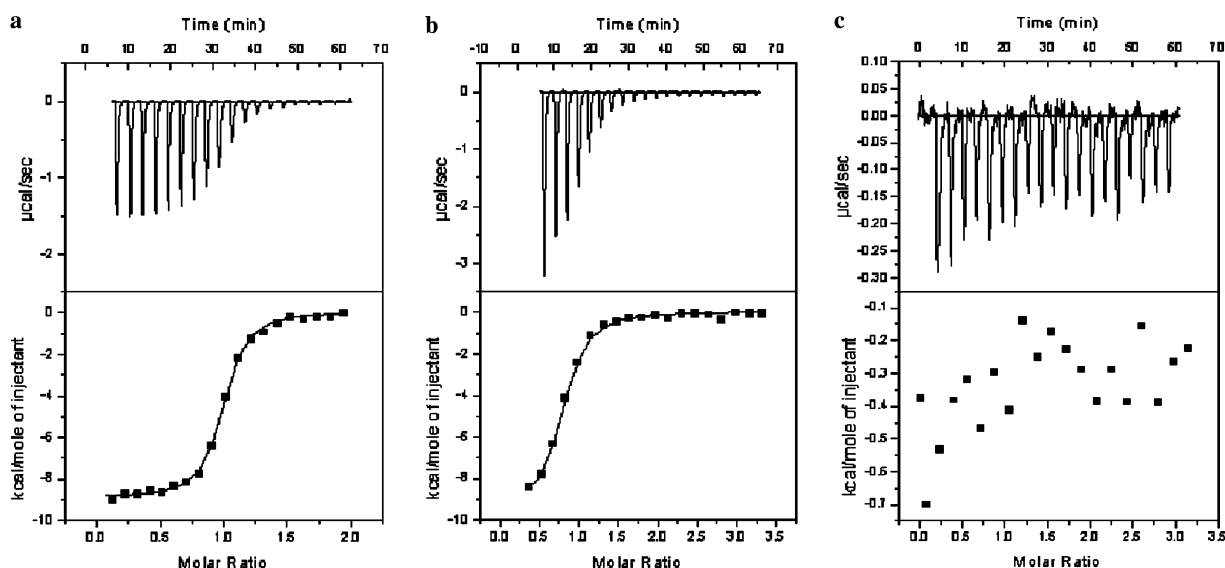 a
Time (min)
0 10 20 30 40 50 60 70
0
-1
-2
µcal/sec
0
-2
-4
-6
-8
-10
kcal/mole of injectant
0.0 0.5 1.0 1.5 2.0
Molar Ratio
b
Time (min)
-10 0 10 20 30 40 50 60 70
0
-1
-2
-3
µcal/sec
0
-2
-4
-6
-8
-10
kcal/mole of injectant
0.0 0.5 1.0 1.5 2.0 2.5 3.0 3.5
Molar Ratio
c
Time (min)
0 10 20 30 40 50 60 70
0.10
0.05
0.00
-0.05
-0.10
-0.15
-0.20
-0.25
-0.30
µcal/sec
-0.1
-0.2
-0.3
-0.4
-0.5
-0.6
-0.7
kcal/mole of injectant
0.0 0.5 1.0 1.5 2.0 2.5 3.0 3.5
Molar Ratio